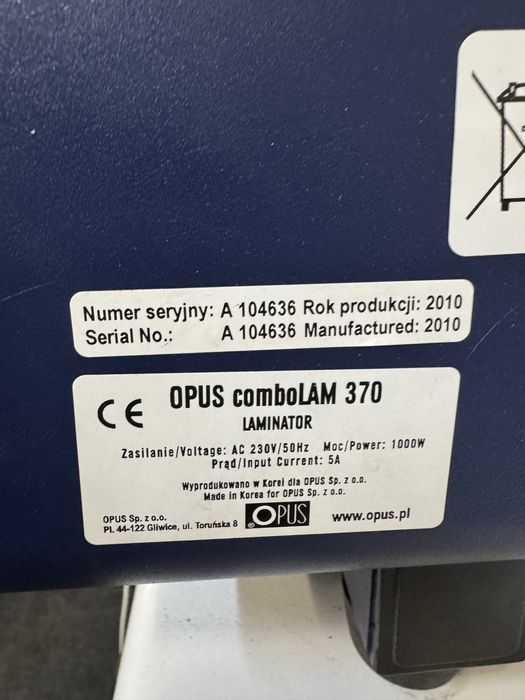 Numer seryjny: A 104636 Rok produkcji: 2010
Serial No.: A 104636 Manufactured: 2010
CE OPUS comboLAM 370
LAMINATOR
Zasilanie/Voltage: AC 230V/50Hz Moc/Power: 1000W
Prąd/Input Current: 5A
Wyprodukowano w Korei dla OPUS Sp. z o.o.
Made in Korea for OPUS Sp. z o.o.
OPUS Sp. z o.o.
PL 44-122 Gliwice, ul. Toruńska 8 ®OPUS www.opus.pl